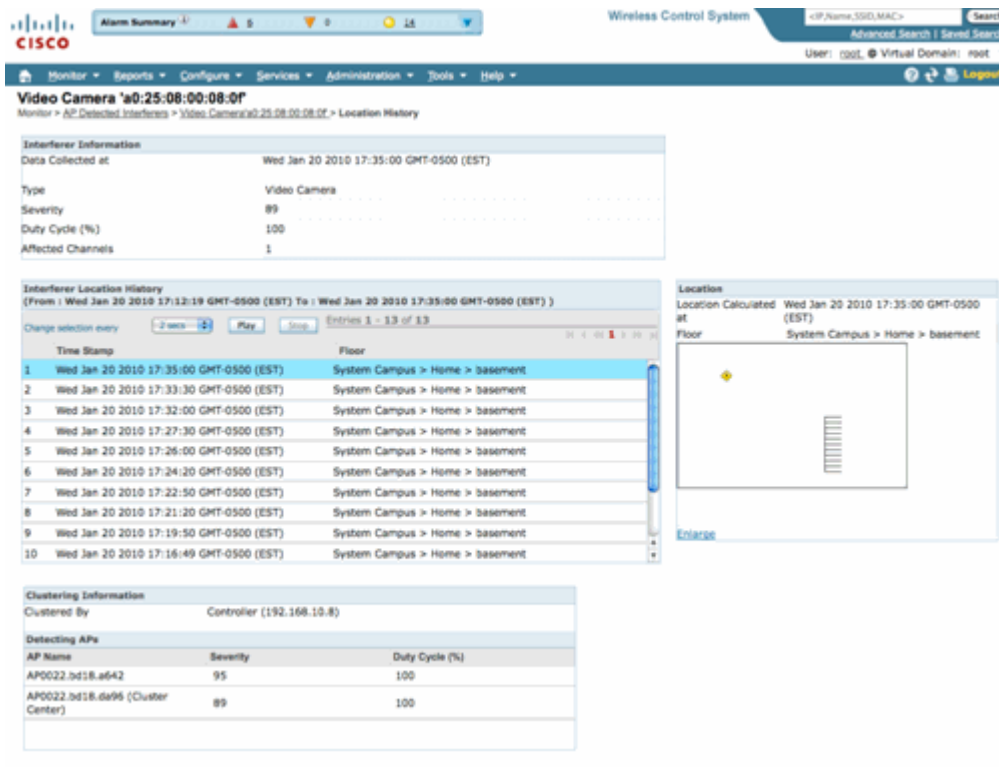 Alarm Summary 5 0 14
Wireless Control System
<IP,Name,SSID,MAC> Search
Advanced Search | Saved Search
CISCO
User: root Virtual Domain: root
Monitor Reports Configure Services Administration Tools Help Logout
Video Camera 'a0:25:08:00:08:0f'
Monitor > AP Detected Interferers > Video Camera'a0:25:08:00:08:0f > Location History
Interferer Information
Data Collected at Wed Jan 20 2010 17:35:00 GMT-0500 (EST)
Type Video Camera
Severity 89
Duty Cycle (%) 100
Affected Channels 1
Interferer Location History
(From : Wed Jan 20 2010 17:12:19 GMT-0500 (EST) To : Wed Jan 20 2010 17:35:00 GMT-0500 (EST) )
Change selection every 2 secs Play Stop Entries 1 - 13 of 13
1
Time Stamp Floor
1 Wed Jan 20 2010 17:35:00 GMT-0500 (EST) System Campus > Home > basement
2 Wed Jan 20 2010 17:33:30 GMT-0500 (EST) System Campus > Home > basement
3 Wed Jan 20 2010 17:32:00 GMT-0500 (EST) System Campus > Home > basement
4 Wed Jan 20 2010 17:27:30 GMT-0500 (EST) System Campus > Home > basement
5 Wed Jan 20 2010 17:26:00 GMT-0500 (EST) System Campus > Home > basement
6 Wed Jan 20 2010 17:24:20 GMT-0500 (EST) System Campus > Home > basement
7 Wed Jan 20 2010 17:22:50 GMT-0500 (EST) System Campus > Home > basement
8 Wed Jan 20 2010 17:21:20 GMT-0500 (EST) System Campus > Home > basement
9 Wed Jan 20 2010 17:19:50 GMT-0500 (EST) System Campus > Home > basement
10 Wed Jan 20 2010 17:16:49 GMT-0500 (EST) System Campus > Home > basement
Location
Location Calculated Wed Jan 20 2010 17:35:00 GMT-0500
at (EST)
Floor System Campus > Home > basement
Enlarge
Clustering Information
Clustered By Controller (192.168.10.8)
Detecting APs
AP Name Severity Duty Cycle (%)
AP0022.bd18.a642 95 100
AP0022.bd18.da96 (Cluster
Center) 89 100